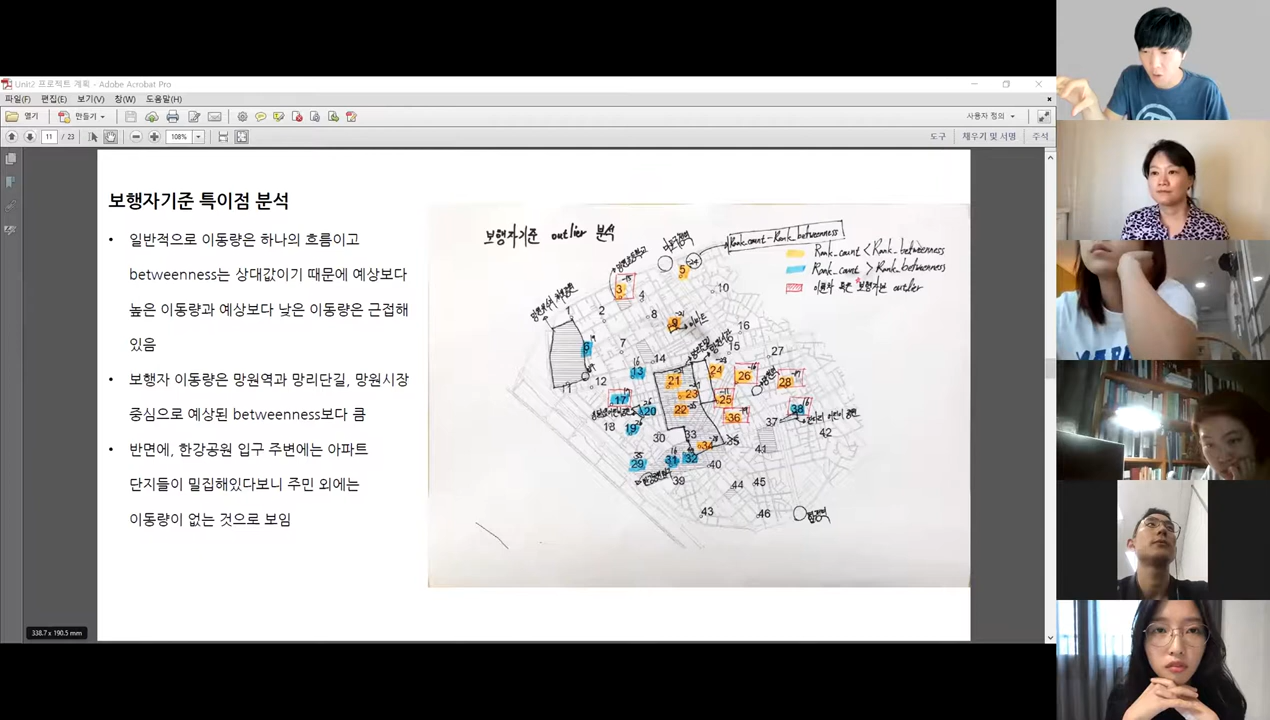 Unit2 프로젝트 계획 - Adobe Acrobat Pro
파일(F) 편집(E) 보기(V) 창(W) 도움말(H)
열기 만들기 사용자 정의
11 / 23 108% 도구 채우기 및 서명 주석
보행자기준 특이점 분석
• 일반적으로 이동량은 하나의 흐름이고
betweenness는 상대값이기 때문에 예상보다
높은 이동량과 예상보다 낮은 이동량은 근접해
있음
• 보행자 이동량은 망원역과 망리단길, 망원시장
중심으로 예상된 betweenness보다 큼
• 반면에, 한강공원 입구 주변에는 아파트
단지들이 밀집해있다보니 주민 외에는
이동량이 없는 것으로 보임
보행자기준 outlier 분석
Rank_count - Rank_betweenness
Rank_count < Rank_betweenness
Rank_count > Rank_betweenness
outlier
5
3
4
10
1
2
8
9
16
6
7
14
15
27
13
24
26
28
11
12
21
23
25
17
20
22
36
38
37
18
19
30
33
34
35
42
41
29
31
32
40
39
44
45
43
46
합정역
338.7 x 190.5 mm